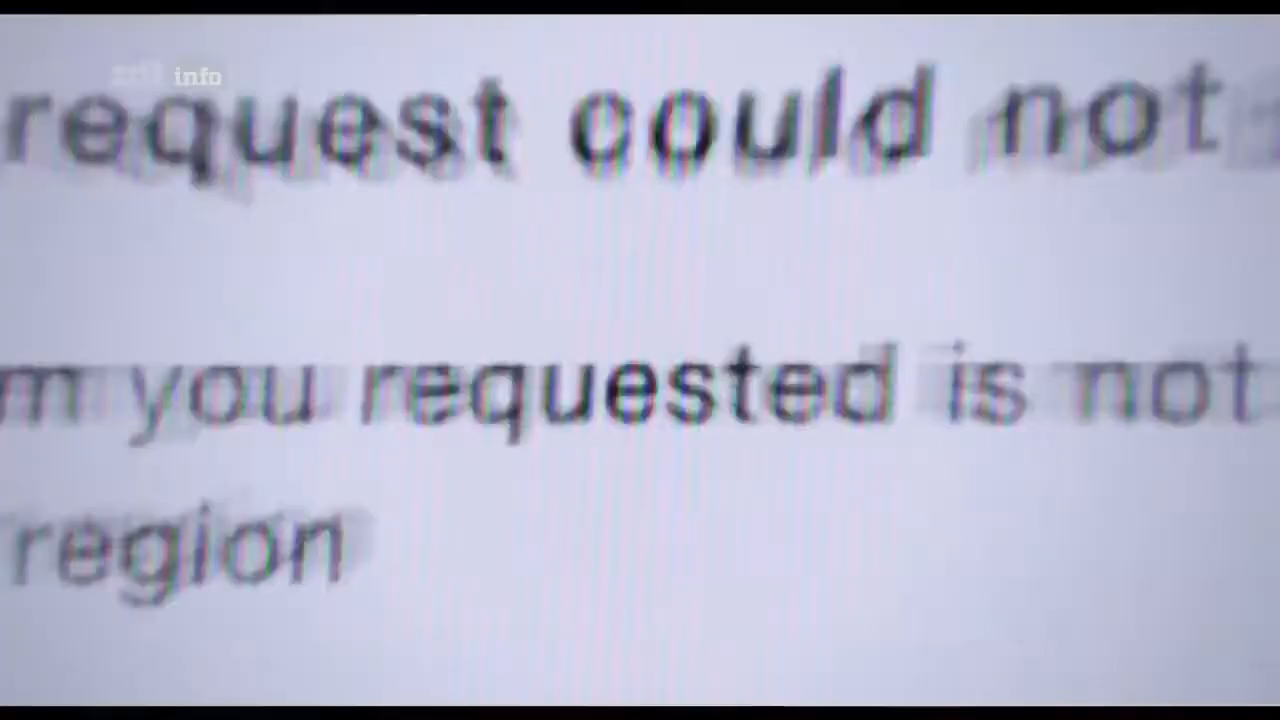 info
request could not
m you requested is not
region